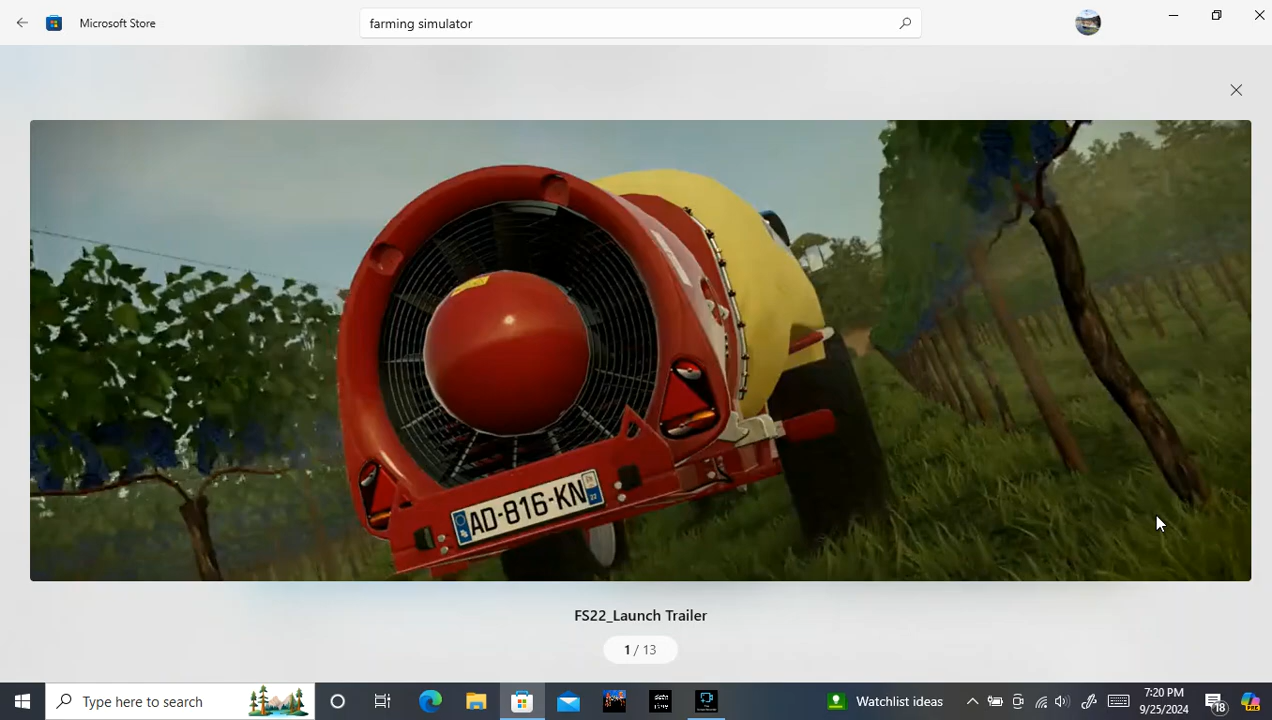 Microsoft Store
farming simulator
AD-816-KN
FS22_Launch Trailer
1 / 13
Type here to search
Watchlist ideas
7:20 PM
9/25/2024
18